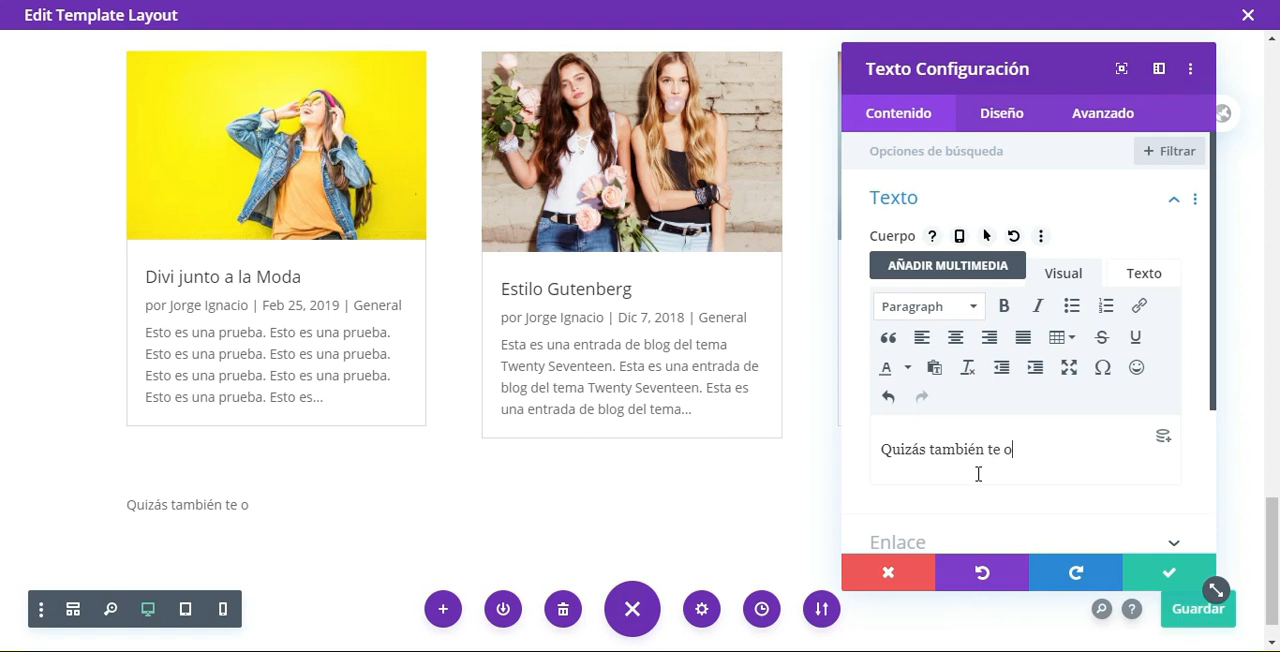 Edit Template Layout
Divi junto a la Moda
por Jorge Ignacio | Feb 25, 2019 | General
Esto es una prueba. Esto es una prueba.
Esto es una prueba. Esto es una prueba.
Esto es una prueba. Esto es una prueba.
Esto es una prueba. Esto es...
Estilo Gutenberg
por Jorge Ignacio | Dic 7, 2018 | General
Esta es una entrada de blog del tema
Twenty Seventeen. Esta es una entrada de
blog del tema Twenty Seventeen. Esta es
una entrada de blog del tema...
Quizás también te o
Texto Configuración
Contenido Diseño Avanzado
Opciones de búsqueda + Filtrar
Texto
Cuerpo ?
AÑADIR MULTIMEDIA Visual Texto
Paragraph B I
A U
Quizás también te o
Enlace
? Guardar